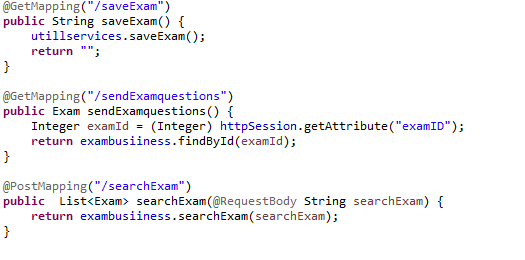 @GetMapping("/saveExam")
public String saveExam() {
    utillservices.saveExam();
    return "";
}

@GetMapping("/sendExamquestions")
public Exam sendExamquestions() {
    Integer examId = (Integer) httpSession.getAttribute("examID");
    return exambusiiness.findById(examId);
}

@PostMapping("/searchExam")
public  List<Exam> searchExam(@RequestBody String searchExam) {
    return exambusiiness.searchExam(searchExam);
}